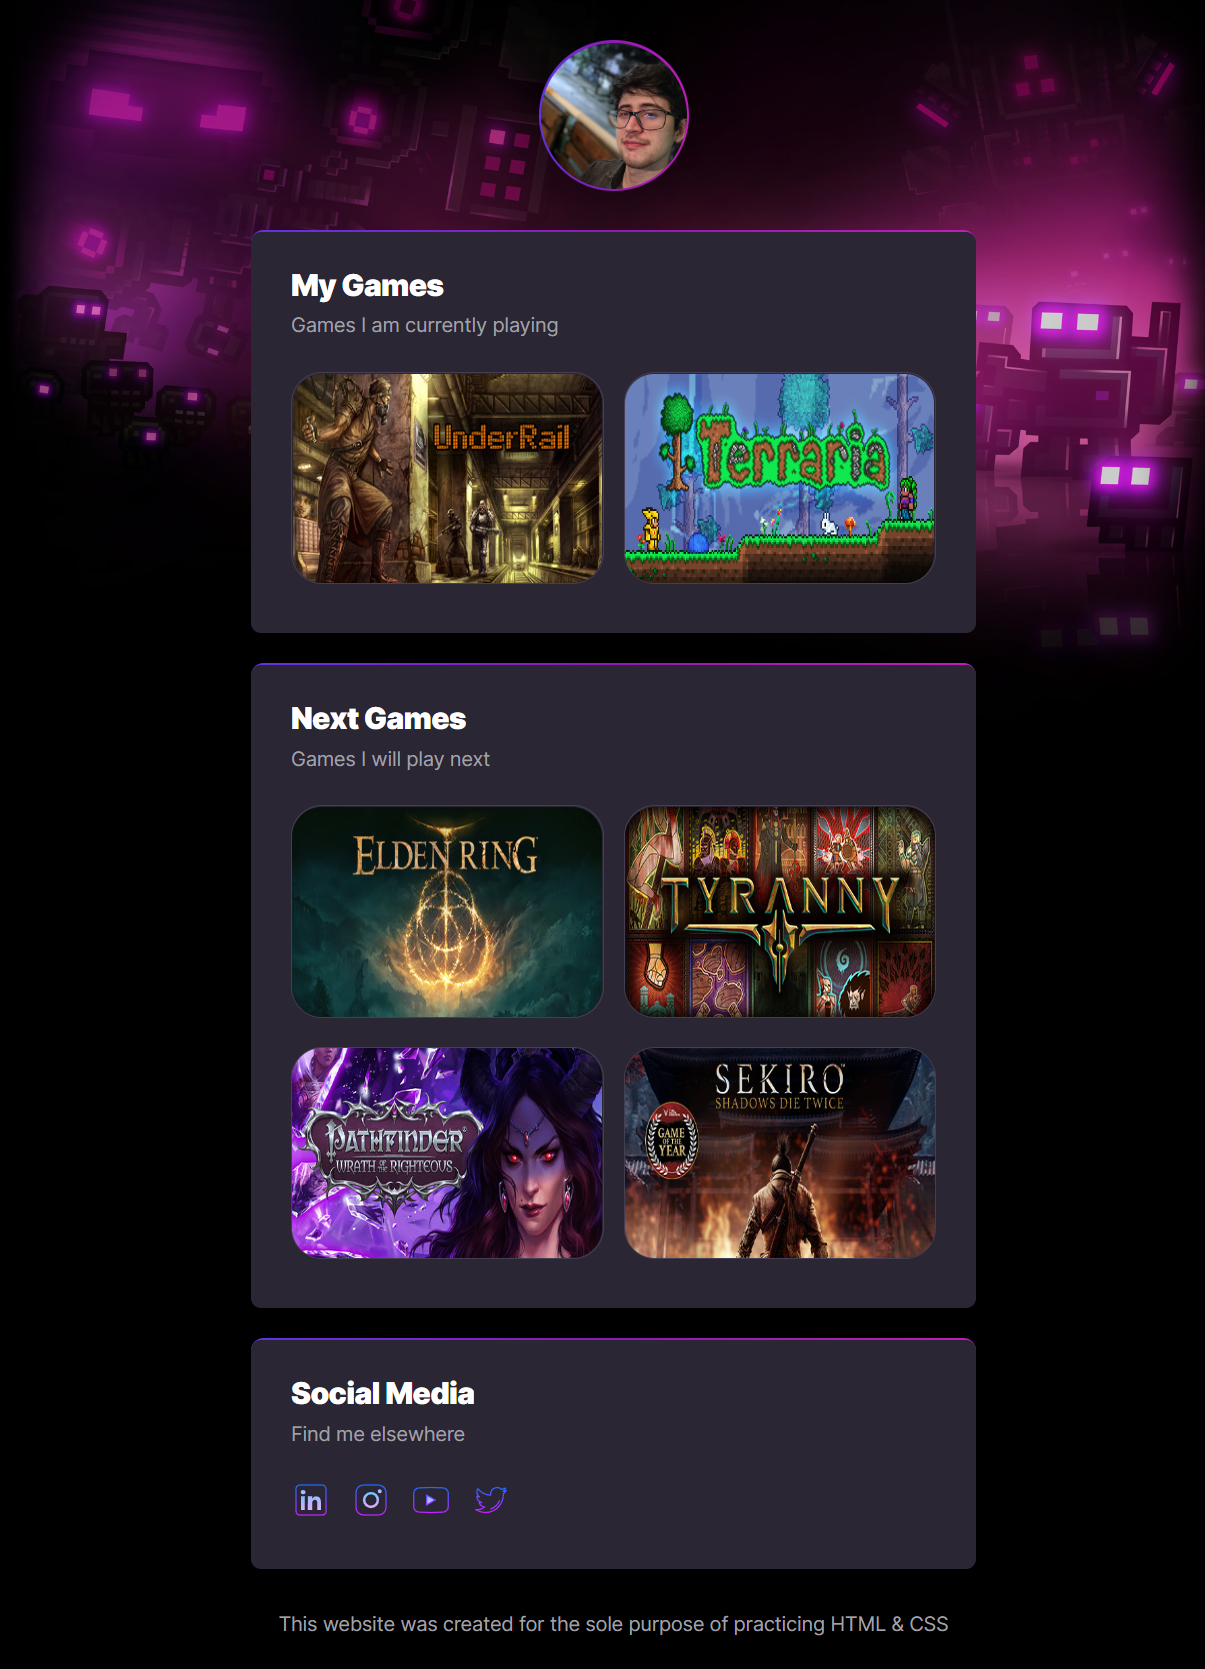 My Games
Games I am currently playing
UnderRail
Terraria
Next Games
Games I will play next
ELDEN RING
TYRANNY
PATHFINDER
WRATH OF THE RIGHTEOUS
SEKIRO
SHADOWS DIE TWICE
GAME
OF THE
YEAR
Social Media
Find me elsewhere
in
This website was created for the sole purpose of practicing HTML & CSS